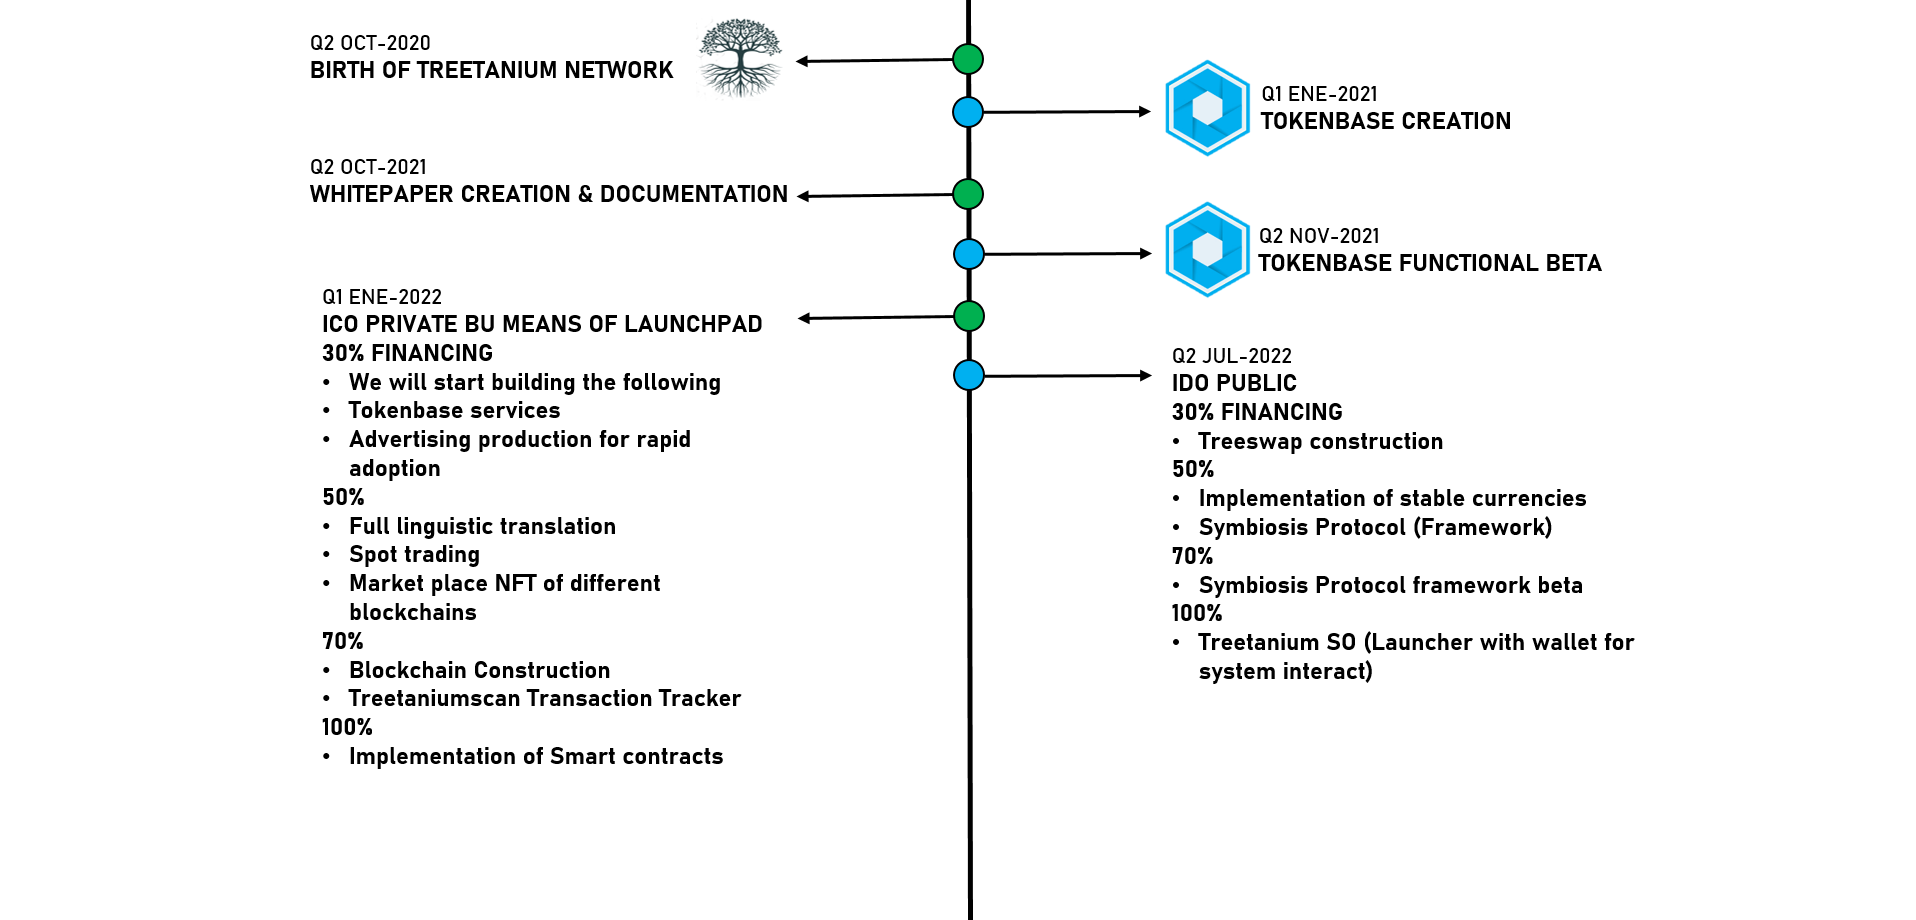 Q2 OCT-2020
BIRTH OF TREETANIUM NETWORK
Q1 ENE-2021
TOKENBASE CREATION
Q2 OCT-2021
WHITEPAPER CREATION & DOCUMENTATION
Q2 NOV-2021
TOKENBASE FUNCTIONAL BETA
Q1 ENE-2022
ICO PRIVATE BU MEANS OF LAUNCHPAD
30% FINANCING
• We will start building the following
• Tokenbase services
• Advertising production for rapid
adoption
50%
• Full linguistic translation
• Spot trading
• Market place NFT of different
blockchains
70%
• Blockchain Construction
• Treetaniumscan Transaction Tracker
100%
• Implementation of Smart contracts
Q2 JUL-2022
IDO PUBLIC
30% FINANCING
• Treeswap construction
50%
• Implementation of stable currencies
• Symbiosis Protocol (Framework)
70%
• Symbiosis Protocol framework beta
100%
• Treetanium SO (Launcher with wallet for
system interact)